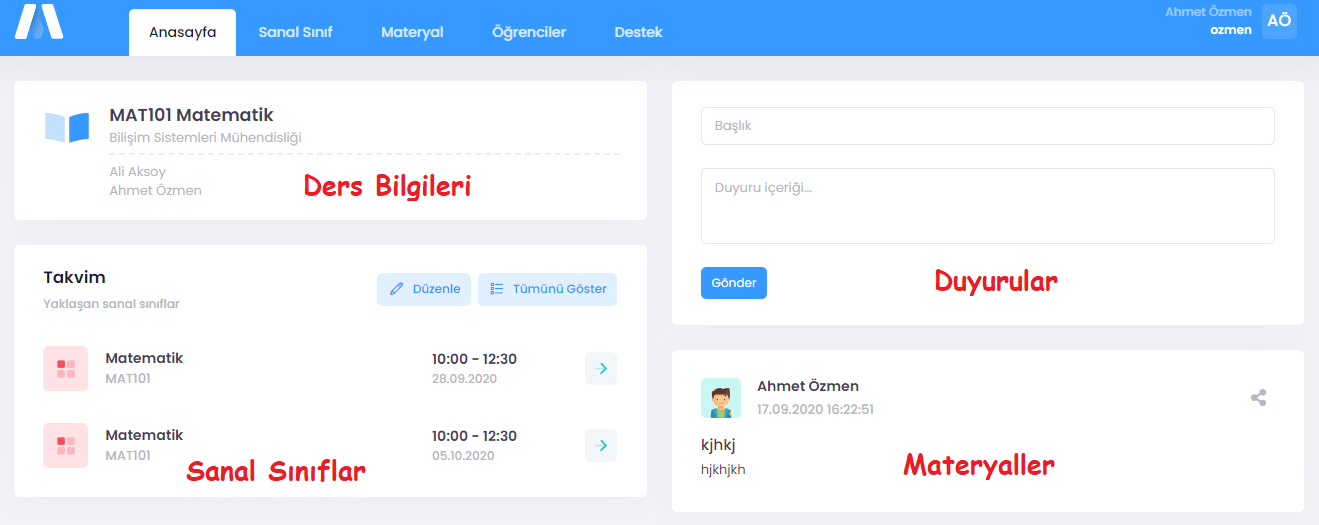 Anasayfa
Sanal Sınıf
Materyal
Öğrenciler
Destek
Ahmet Özmen
ozmen
AÖ
MAT101 Matematik
Bilişim Sistemleri Mühendisliği
Ali Aksoy
Ahmet Özmen
Ders Bilgileri
Takvim
Yaklaşan sanal sınıflar
Düzenle
Tümünü Göster
Matematik
MAT101
10:00 - 12:30
28.09.2020
Matematik
MAT101
10:00 - 12:30
05.10.2020
Sanal Sınıflar
Başlık
Duyuru içeriği...
Gönder
Duyurular
Ahmet Özmen
17.09.2020 16:22:51
kjhkj
hjkhjkh
Materyaller